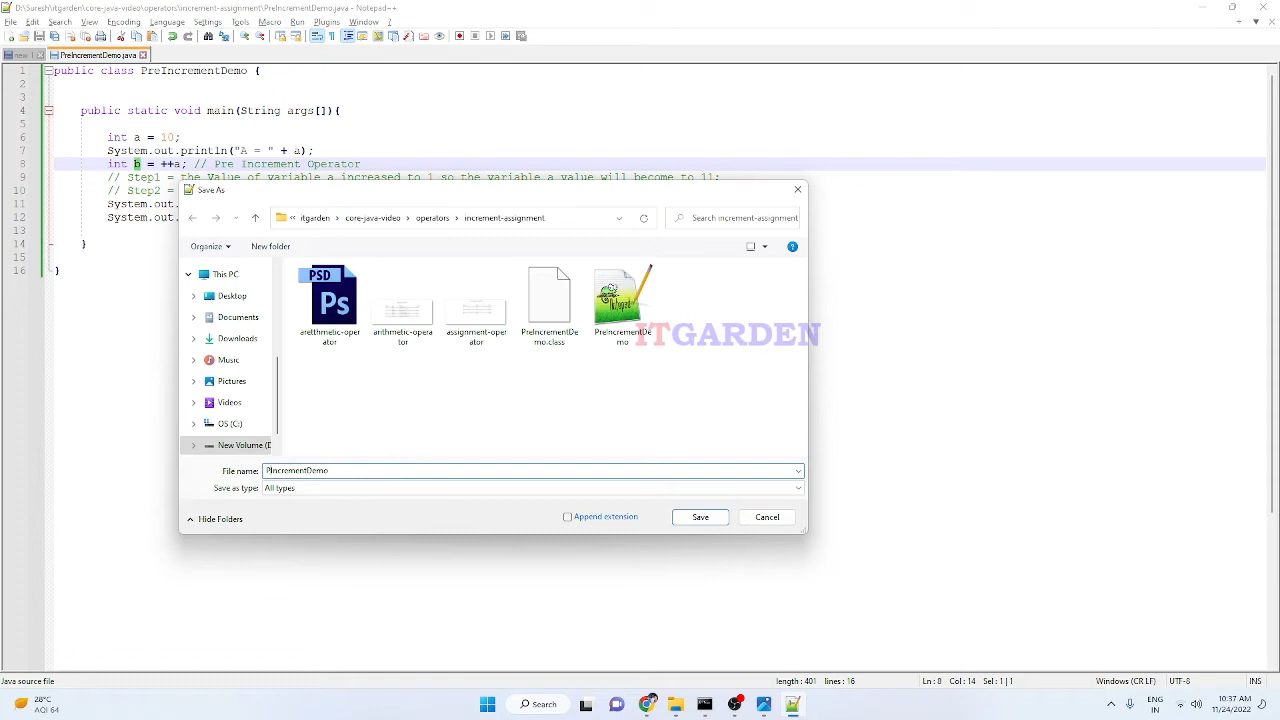 D:\Suresh\itgarden\core-java-video\operators\increment-assignment\PreIncrementDemo.java - Notepad++
File Edit Search View Encoding Language Settings Tools Macro Run Plugins Window ?
new 1 PreIncrementDemo.java
1 public class PreIncrementDemo {
2
3
4 public static void main(String args[]){
5
6 int a = 10;
7 System.out.println("A = " + a);
8 int b = ++a; // Pre Increment Operator
9 // Step1 = the Value of variable a increased to 1 so the variable a value will become to 11;
10 // Step2 =
11 System.out.
12 System.out.
13
14 }
15
16 }
Save As
« itgarden › core-java-video › operators › increment-assignment
Search increment-assignment
Organize New folder
This PC
Desktop
Documents
Downloads
Music
Pictures
Videos
OS (C:)
New Volume (D
PSD
Ps
arethmetic-operator
arithmetic-operator
assignment-operator
PreIncrementDemo.class
PreIncrementDemo
ITGARDEN
File name: PIncrementDemo
Save as type: All types
Hide Folders
Append extension
Save
Cancel
Java source file
length : 401 lines : 16
Ln : 8 Col : 14 Sel : 1 | 1
Windows (CR LF)
UTF-8
INS
28°C
AQI 64
Search
ENG
IN
10:37 AM
11/24/2022